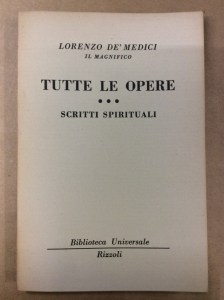 LORENZO DE' MEDICI
IL MAGNIFICO
TUTTE LE OPERE
•••
SCRITTI SPIRITUALI
Biblioteca Universale
Rizzoli